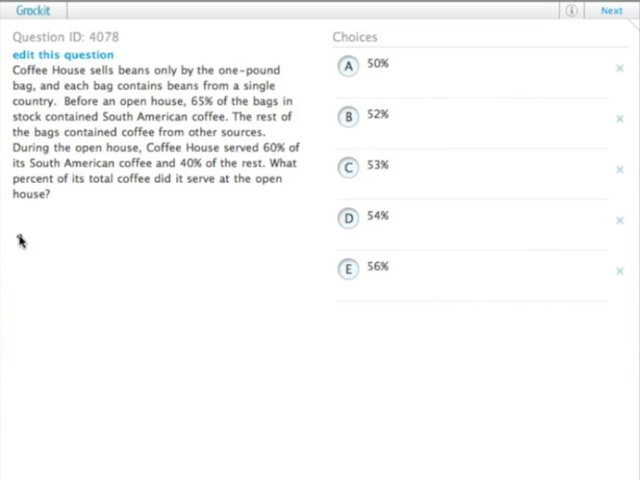 Grockit
Next
Question ID: 4078
edit this question
Coffee House sells beans only by the one-pound
bag, and each bag contains beans from a single
country. Before an open house, 65% of the bags in
stock contained South American coffee. The rest of
the bags contained coffee from other sources.
During the open house, Coffee House served 60% of
its South American coffee and 40% of the rest. What
percent of its total coffee did it serve at the open
house?
Choices
A 50%
B 52%
C 53%
D 54%
E 56%